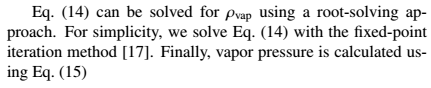 Eq. (14) can be solved for ρvap using a root-solving ap-
proach. For simplicity, we solve Eq. (14) with the fixed-point
iteration method [17]. Finally, vapor pressure is calculated us-
ing Eq. (15)